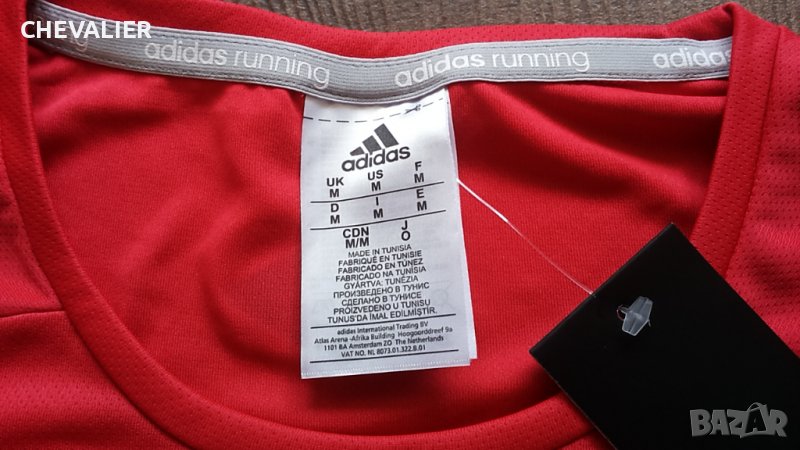 CHEVALIER
adidas running adidas running a
adidas
UK US F
M M M
D I E
M M M
CDN J
M/M O
MADE IN TUNISIA
FABRIQUÉ EN TUNISIE
FABRICADO EN TÚNEZ
FABRICADO NA TUNÍSIA
GYÁRTVA: TUNÉZIA
ПРОИЗВЕДЕНО В ТУНИС
СДЕЛАНО В ТУНИСЕ
PROIZVEDENO U TUNISU
TUNUS'DA İMAL EDİLMİŞTİR.
adidas International Trading BV
Atlas Arena -Afrika Building Hoogoorddreef 9a
1101 BA Amsterdam ZO The Netherlands
VAT NO. NL 8073.01.322.B.01
BAZAR